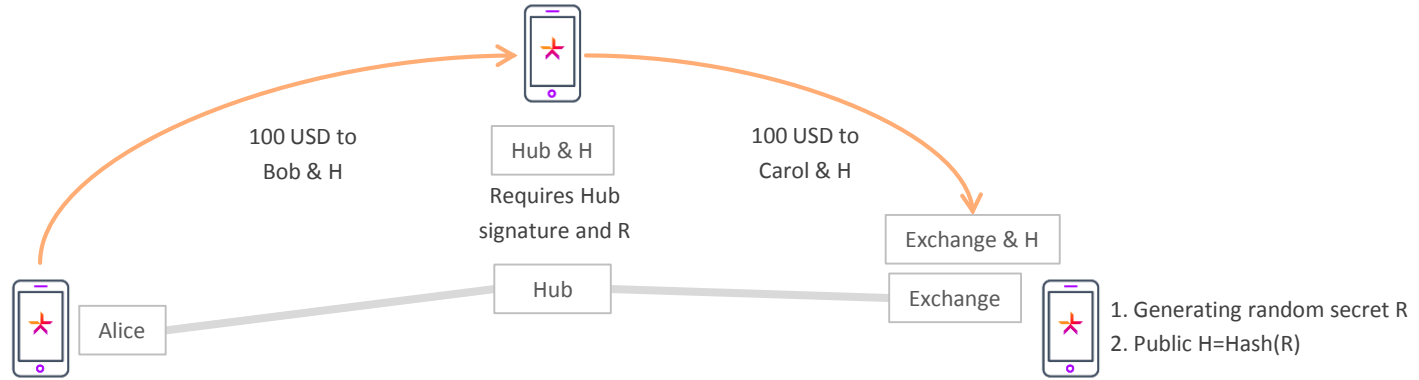 100 USD to
Bob & H
Hub & H
Requires Hub
signature and R
100 USD to
Carol & H
Exchange & H
Alice
Hub
Exchange
1. Generating random secret R
2. Public H=Hash(R)